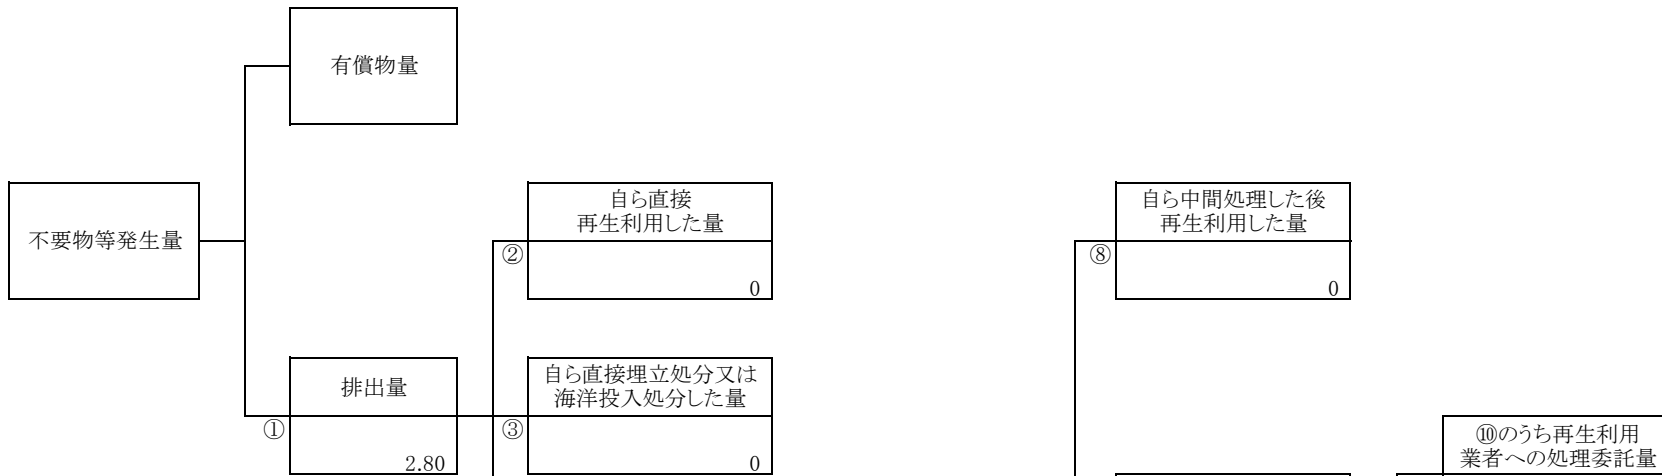 有償物量
不要物等発生量
自ら直接
再生利用した量
②
0
自ら中間処理した後
再生利用した量
⑧
0
排出量
①
2.80
自ら直接埋立処分又は
海洋投入処分した量
③
0
⑩のうち再生利用
業者への処理委託量